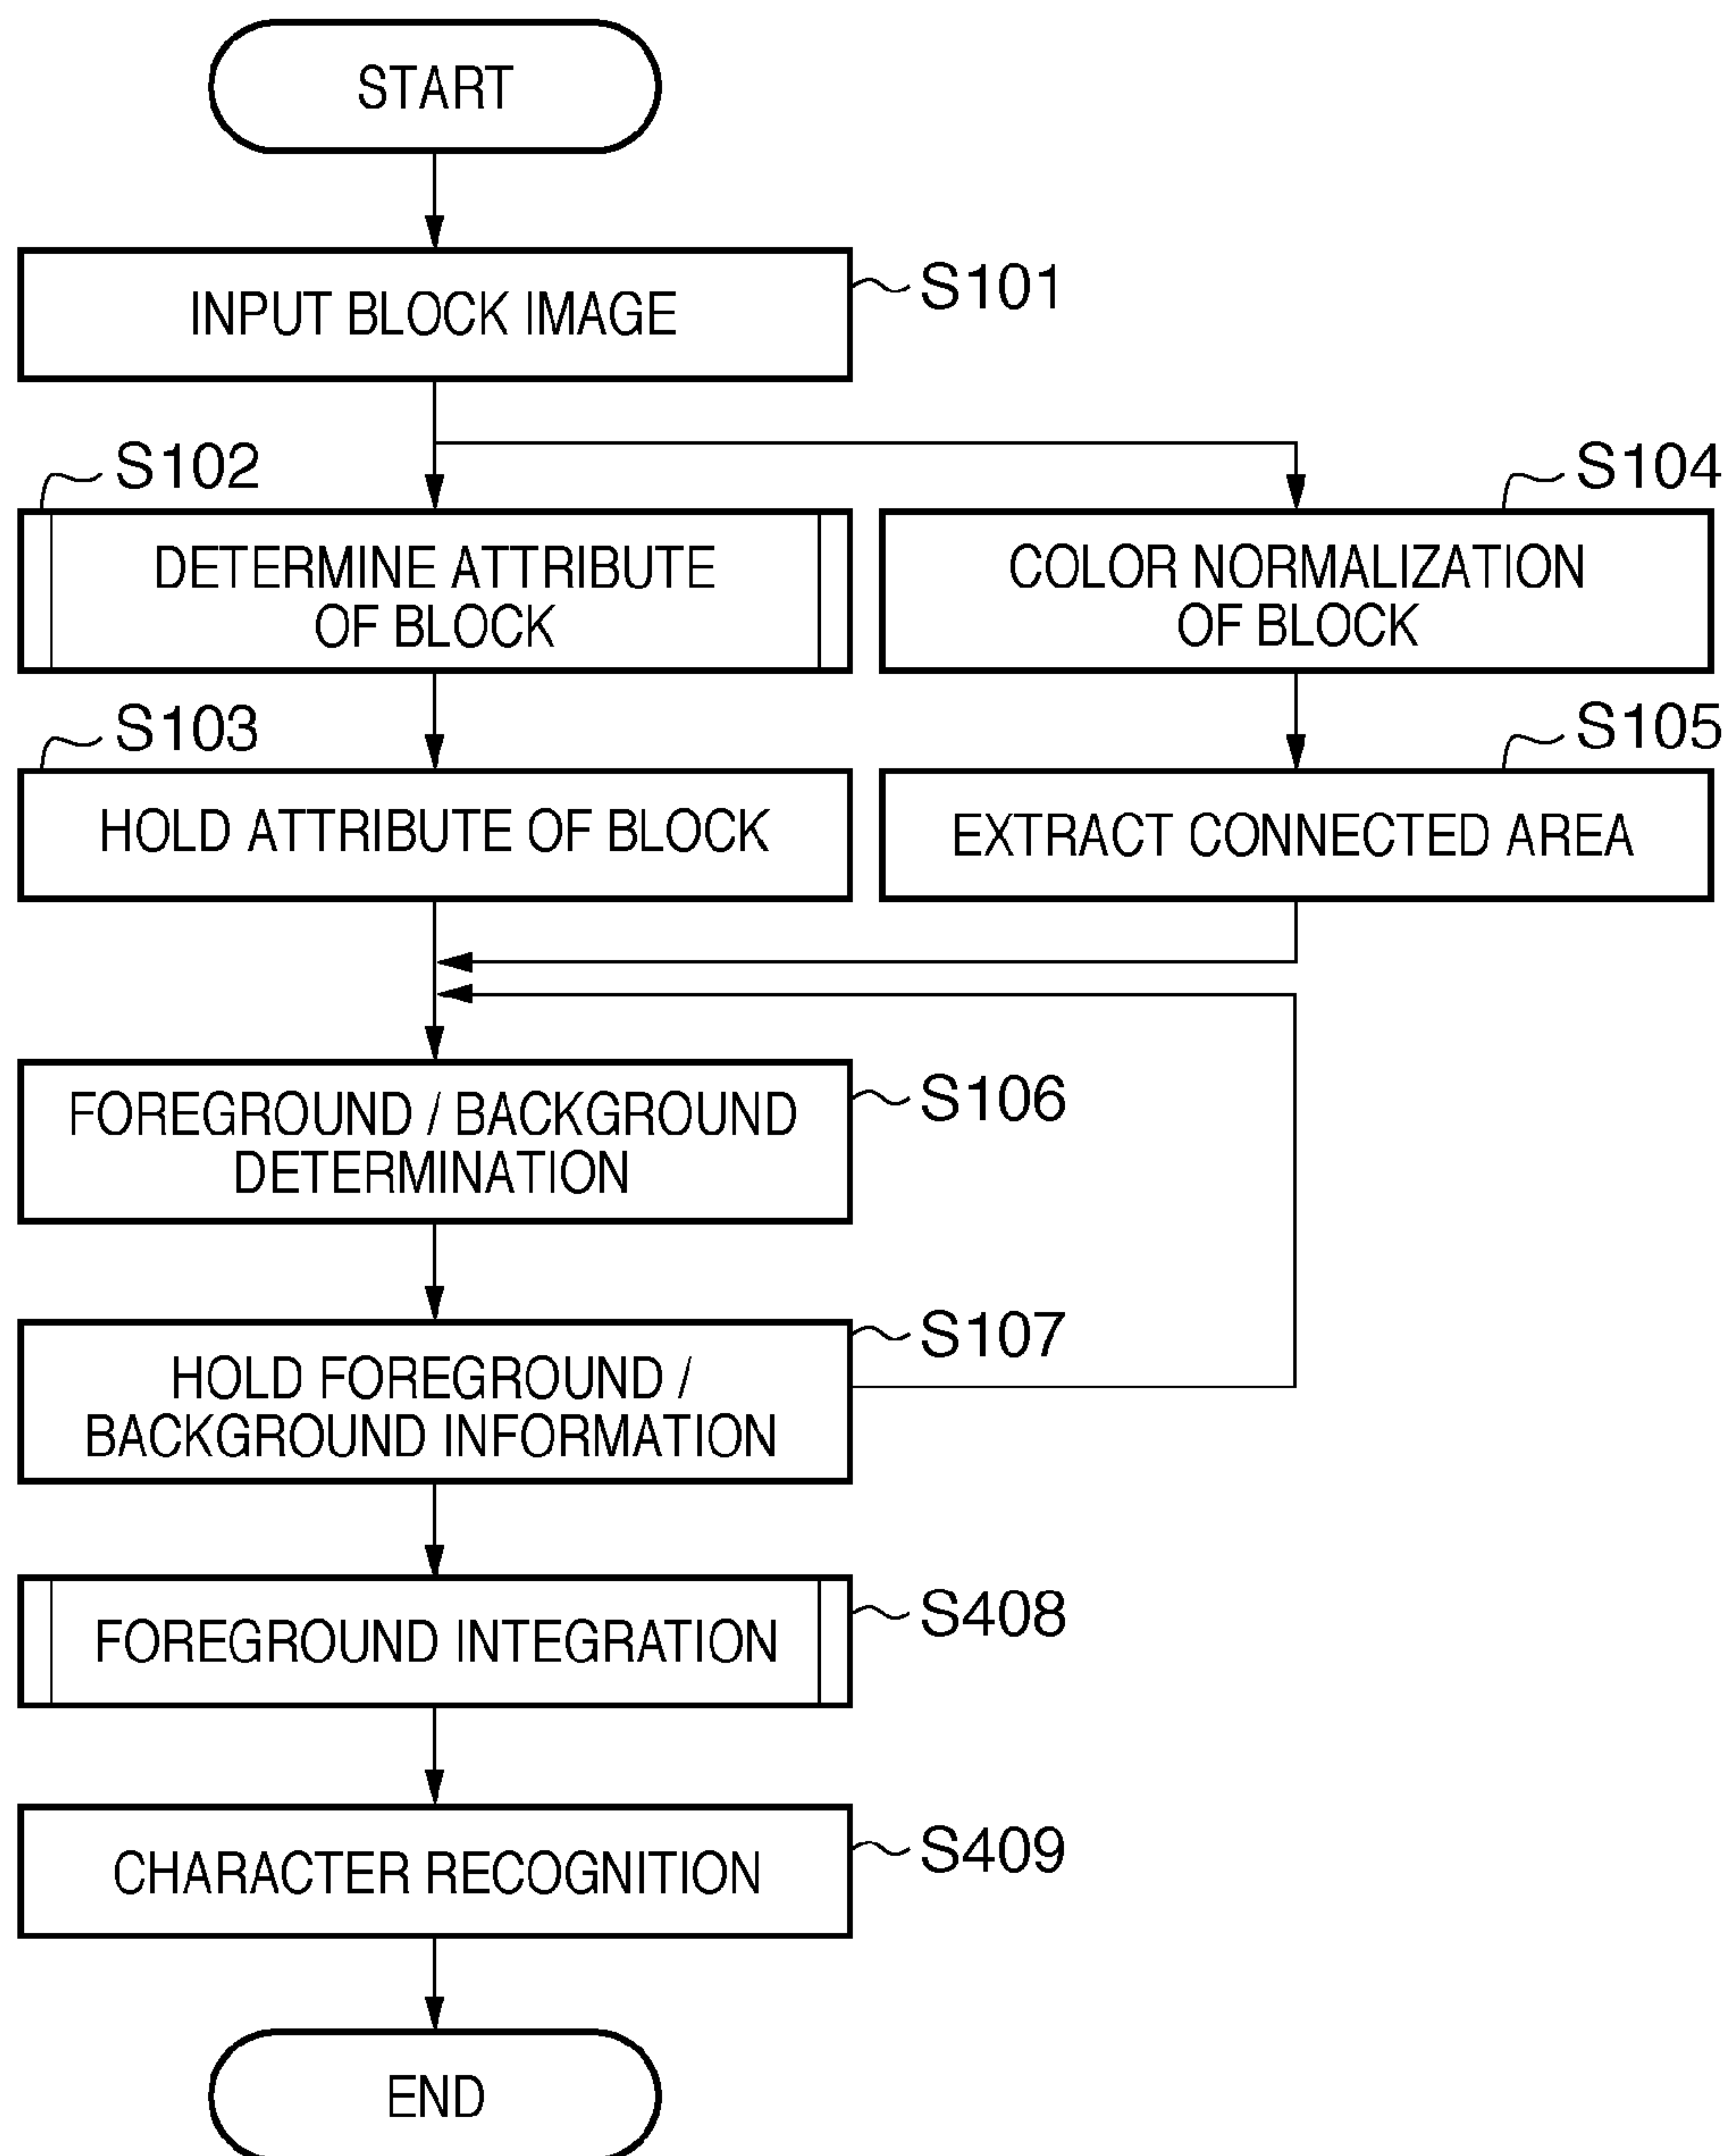 START
INPUT BLOCK IMAGE
S101
S102
DETERMINE ATTRIBUTE
OF BLOCK
S104
COLOR NORMALIZATION
OF BLOCK
S103
HOLD ATTRIBUTE OF BLOCK
S105
EXTRACT CONNECTED AREA
FOREGROUND / BACKGROUND
DETERMINATION
S106
HOLD FOREGROUND /
BACKGROUND INFORMATION
S107
FOREGROUND INTEGRATION
S408
CHARACTER RECOGNITION
S409
END